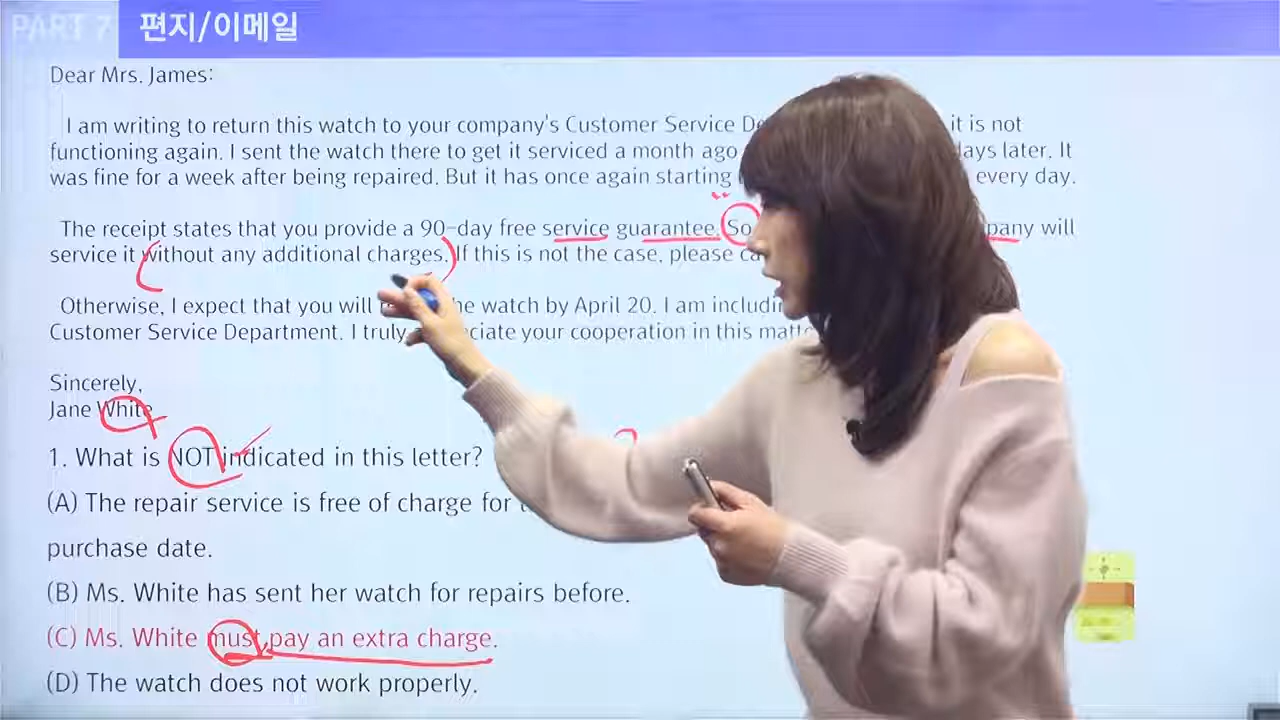 PART 7 편지/이메일
Dear Mrs. James:
I am writing to return this watch to your company's Customer Service it is not
functioning again. I sent the watch there to get it serviced a month ago days later. It
was fine for a week after being repaired. But it has once again starting every day.
The receipt states that you provide a 90-day free service guarantee. So will
service it without any additional charges. If this is not the case, please
Otherwise, I expect that you will the watch by April 20. I am
Customer Service Department. I truly your cooperation in this
Sincerely,
Jane White
1. What is NOT indicated in this letter?
(A) The repair service is free of charge for
purchase date.
(B) Ms. White has sent her watch for repairs before.
(C) Ms. White must pay an extra charge.
(D) The watch does not work properly.